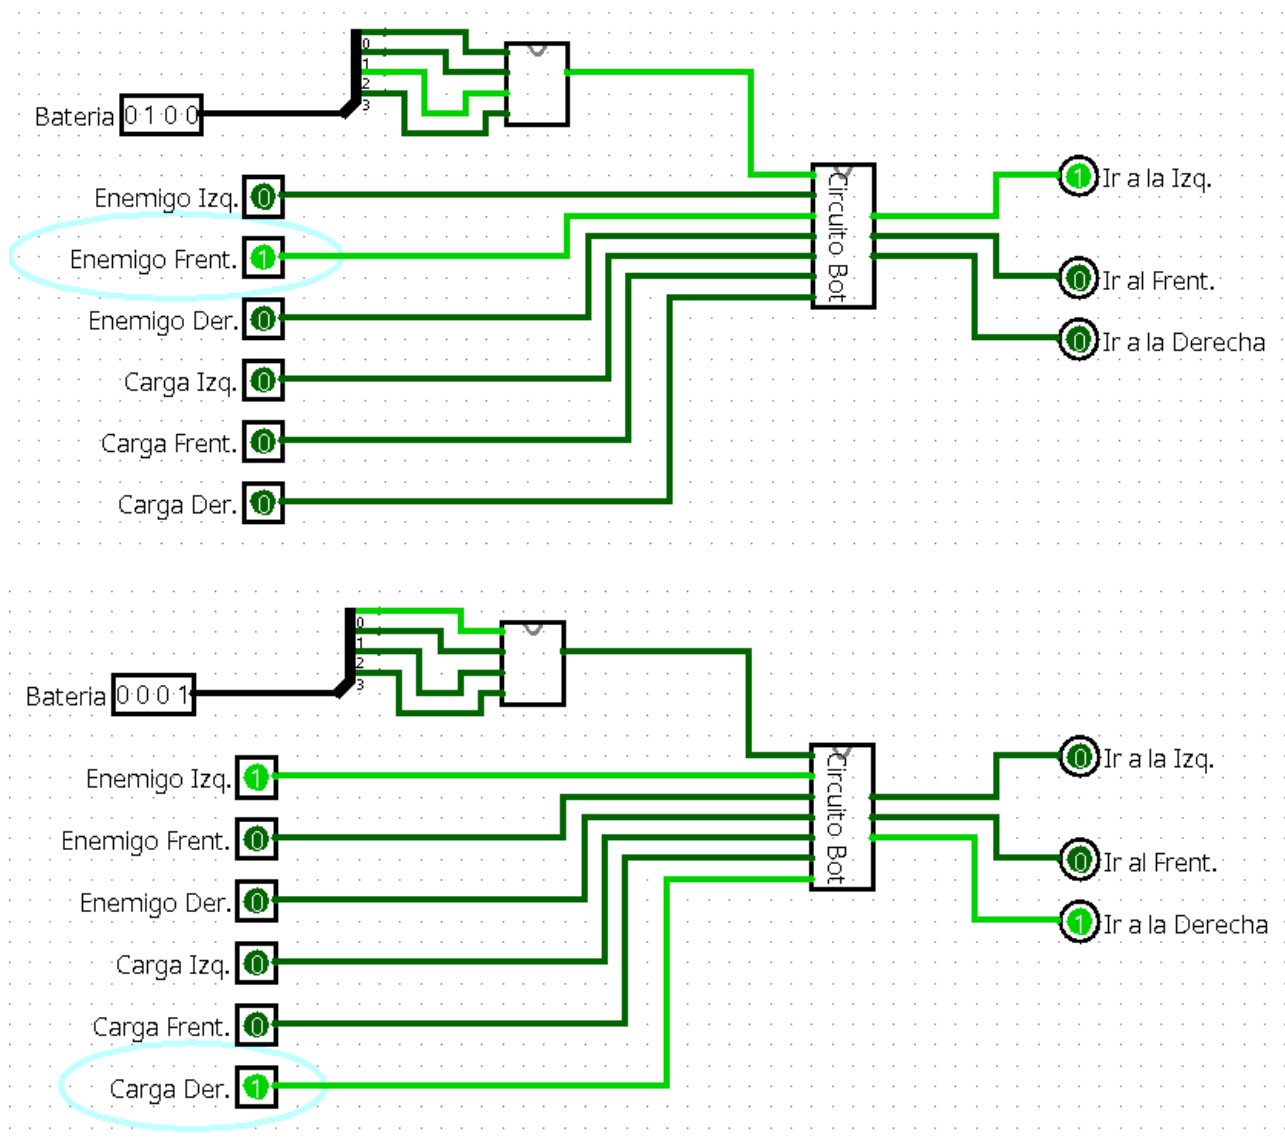 0
1
2
3
Bateria 0 1 0 0
Enemigo Izq. 0
Enemigo Frent. 1
Enemigo Der. 0
Carga Izq. 0
Carga Frent. 0
Carga Der. 0
Circuito Bot
1 Ir a la Izq.
0 Ir al Frent.
0 Ir a la Derecha
0
1
2
3
Bateria 0 0 0 1
Enemigo Izq. 1
Enemigo Frent. 0
Enemigo Der. 0
Carga Izq. 0
Carga Frent. 0
Carga Der. 1
Circuito Bot
0 Ir a la Izq.
0 Ir al Frent.
1 Ir a la Derecha